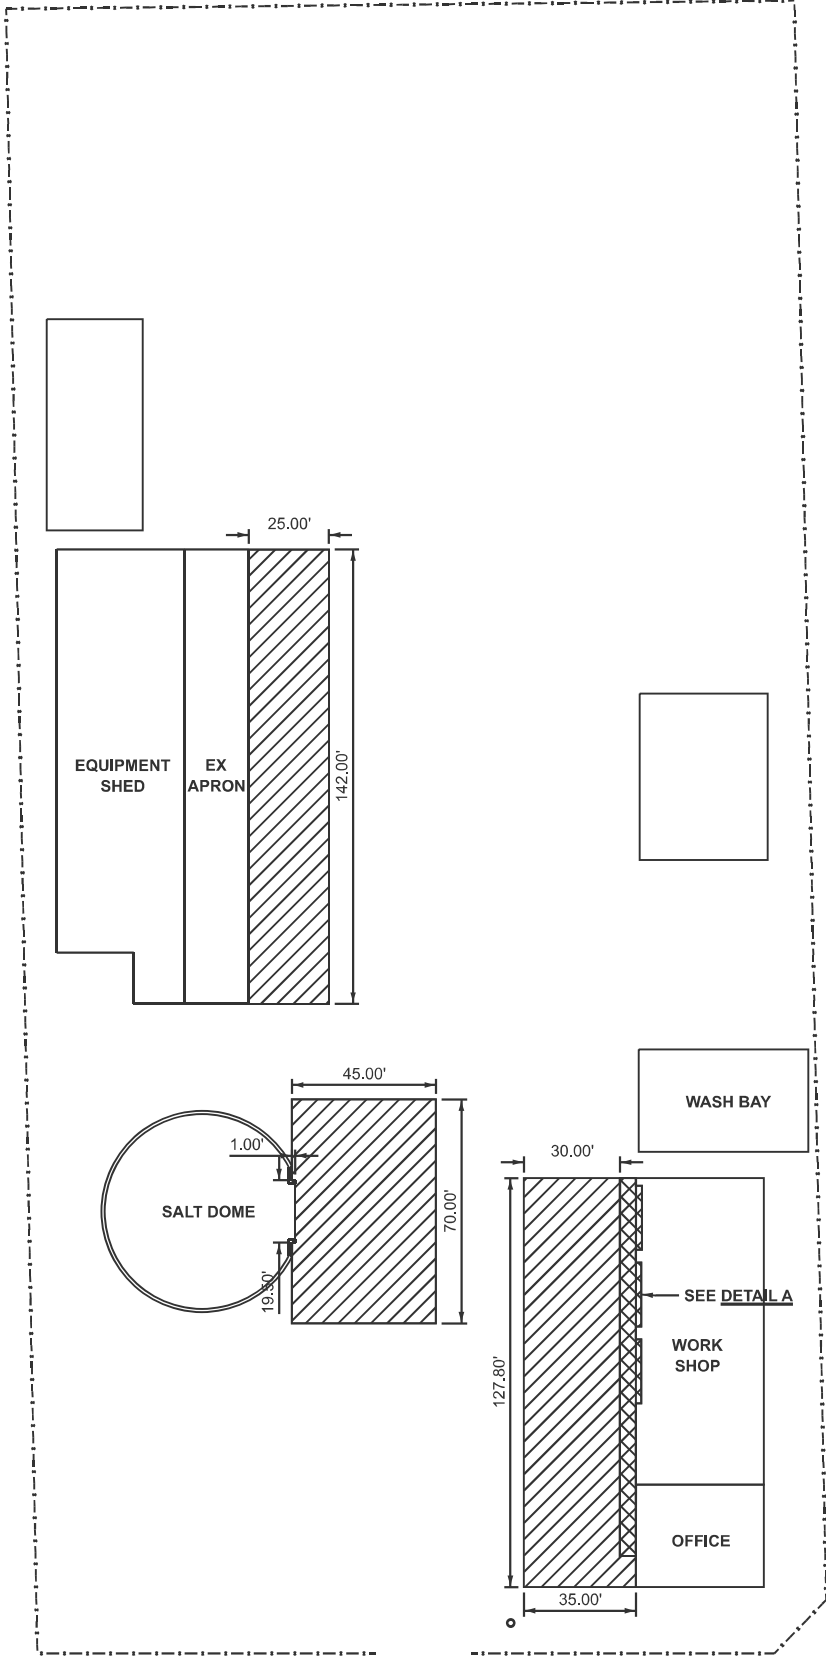 25.00'
EQUIPMENT
SHED
EX
APRON
142.00'
45.00'
WASH BAY
1.00'
30.00'
SALT DOME
70.00'
19.50'
SEE DETAIL A
WORK
SHOP
127.80'
OFFICE
35.00'